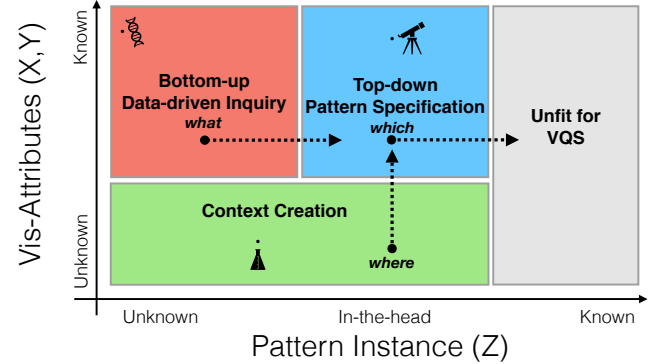 Vis-Attributes (X,Y)
Known
Unknown
Bottom-up
Data-driven Inquiry
what
Top-down
Pattern Specification
which
Unfit for
VQS
Context Creation
where
Unknown
In-the-head
Known
Pattern Instance (Z)